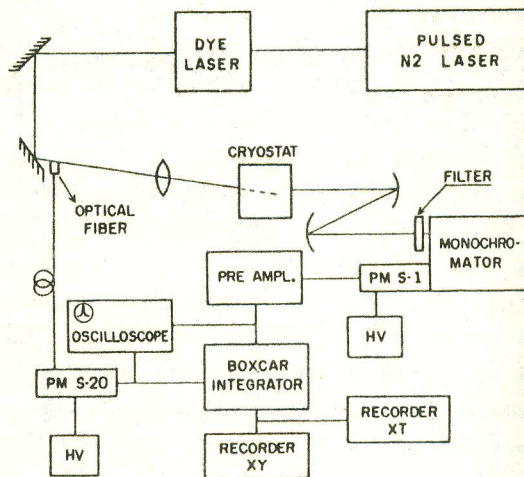 DYE
LASER
PULSED
N2 LASER
CRYOSTAT
FILTER
OPTICAL
FIBER
MONOCHRO-
MATOR
PRE AMPL.
PM S-1
OSCILLOSCOPE
HV
BOXCAR
INTEGRATOR
PM S-20
RECORDER
XT
HV
RECORDER
XY